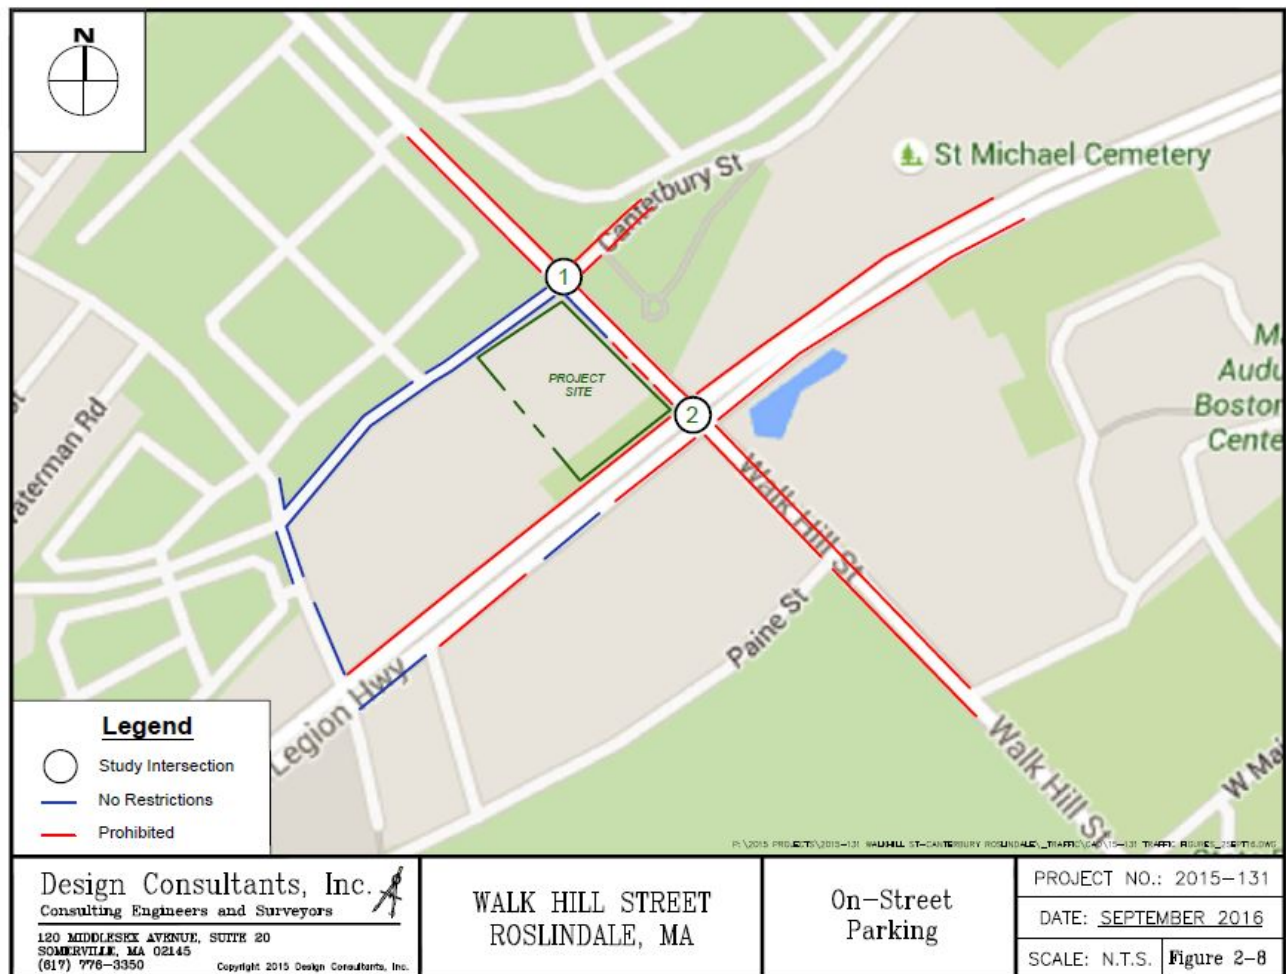 N
St Michael Cemetery
Canterbury St
1
PROJECT
SITE
2
Audu
Boston
Cente
aterman Rd
Walk Hill St
Paine St
Legion Hwy
Walk Hill St
W Mai
Legend
Study Intersection
No Restrictions
Prohibited
Design Consultants, Inc.
Consulting Engineers and Surveyors
120 MIDDLESEX AVENUE, SUITE 20
SOMERVILLE, MA 02145
(617) 776-3350
Copyright 2015 Design Consultants, Inc.
WALK HILL STREET
ROSLINDALE, MA
On-Street
Parking
PROJECT NO.: 2015-131
DATE: SEPTEMBER 2016
SCALE: N.T.S.
Figure 2-8